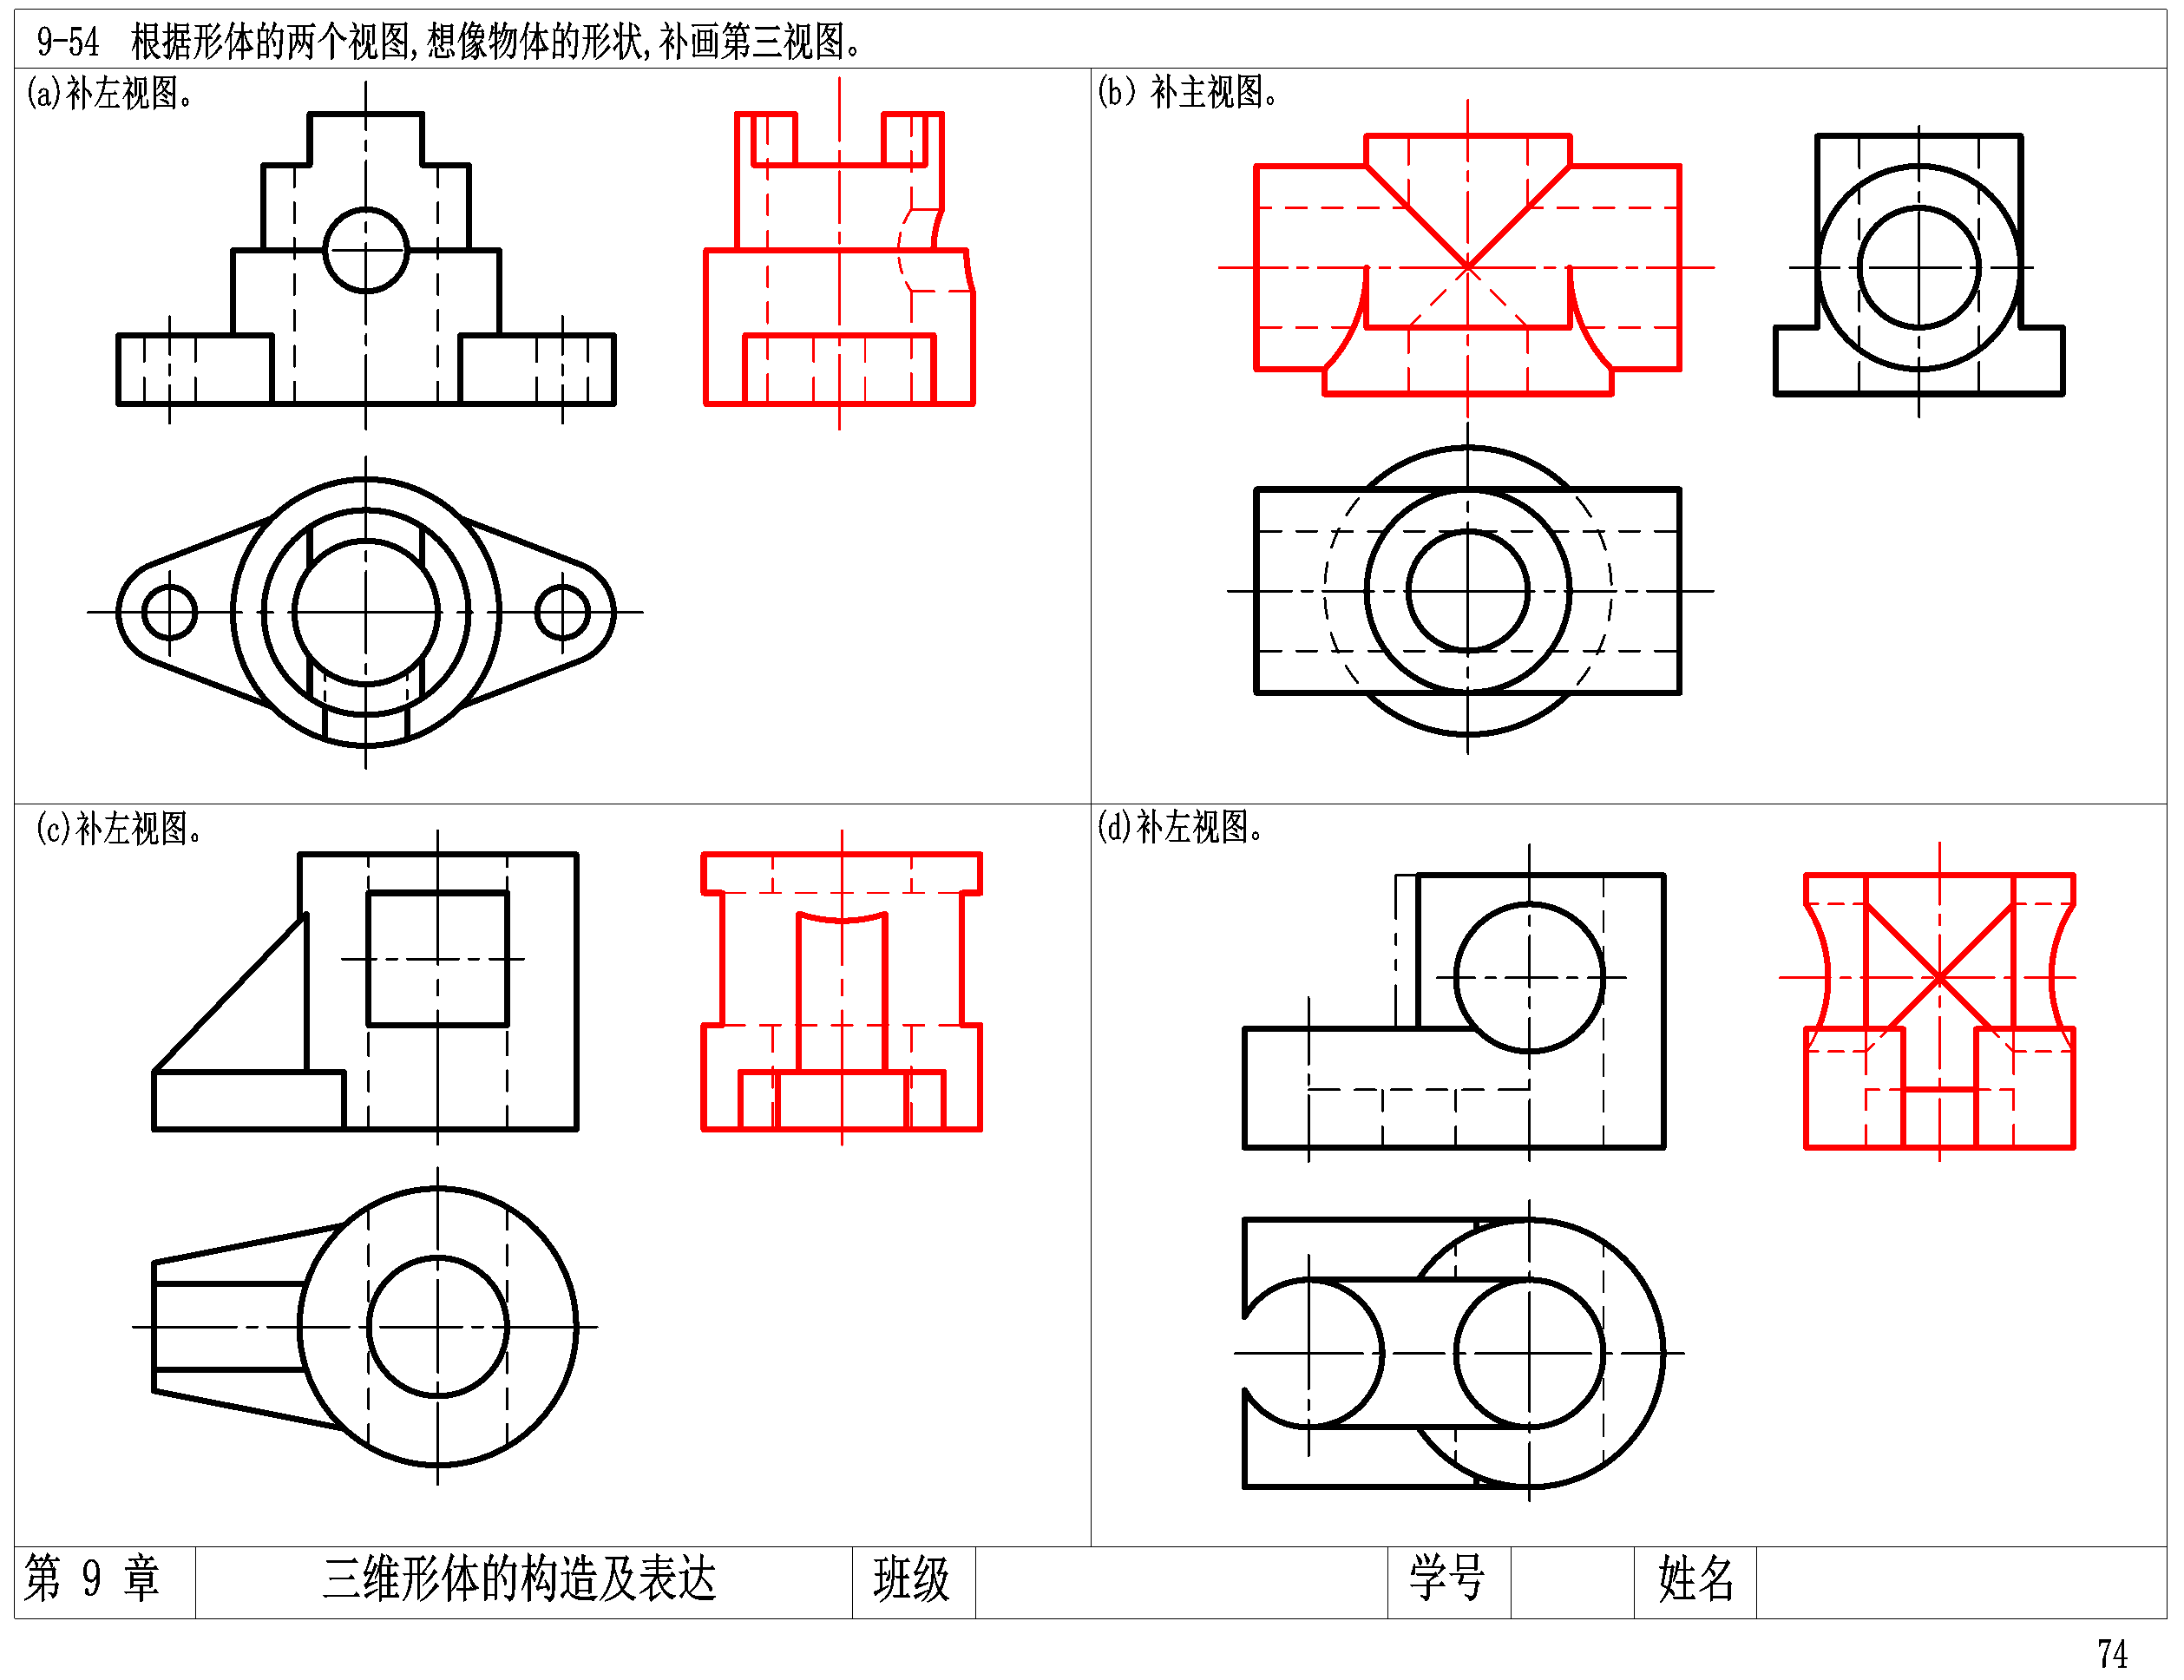 9-54 根据形体的两个视图,想像物体的形状,补画第三视图。
(a)补左视图。
(b) 补主视图。
(c)补左视图。
(d)补左视图。
第 9 章 三维形体的构造及表达 班级 学号 姓名
74